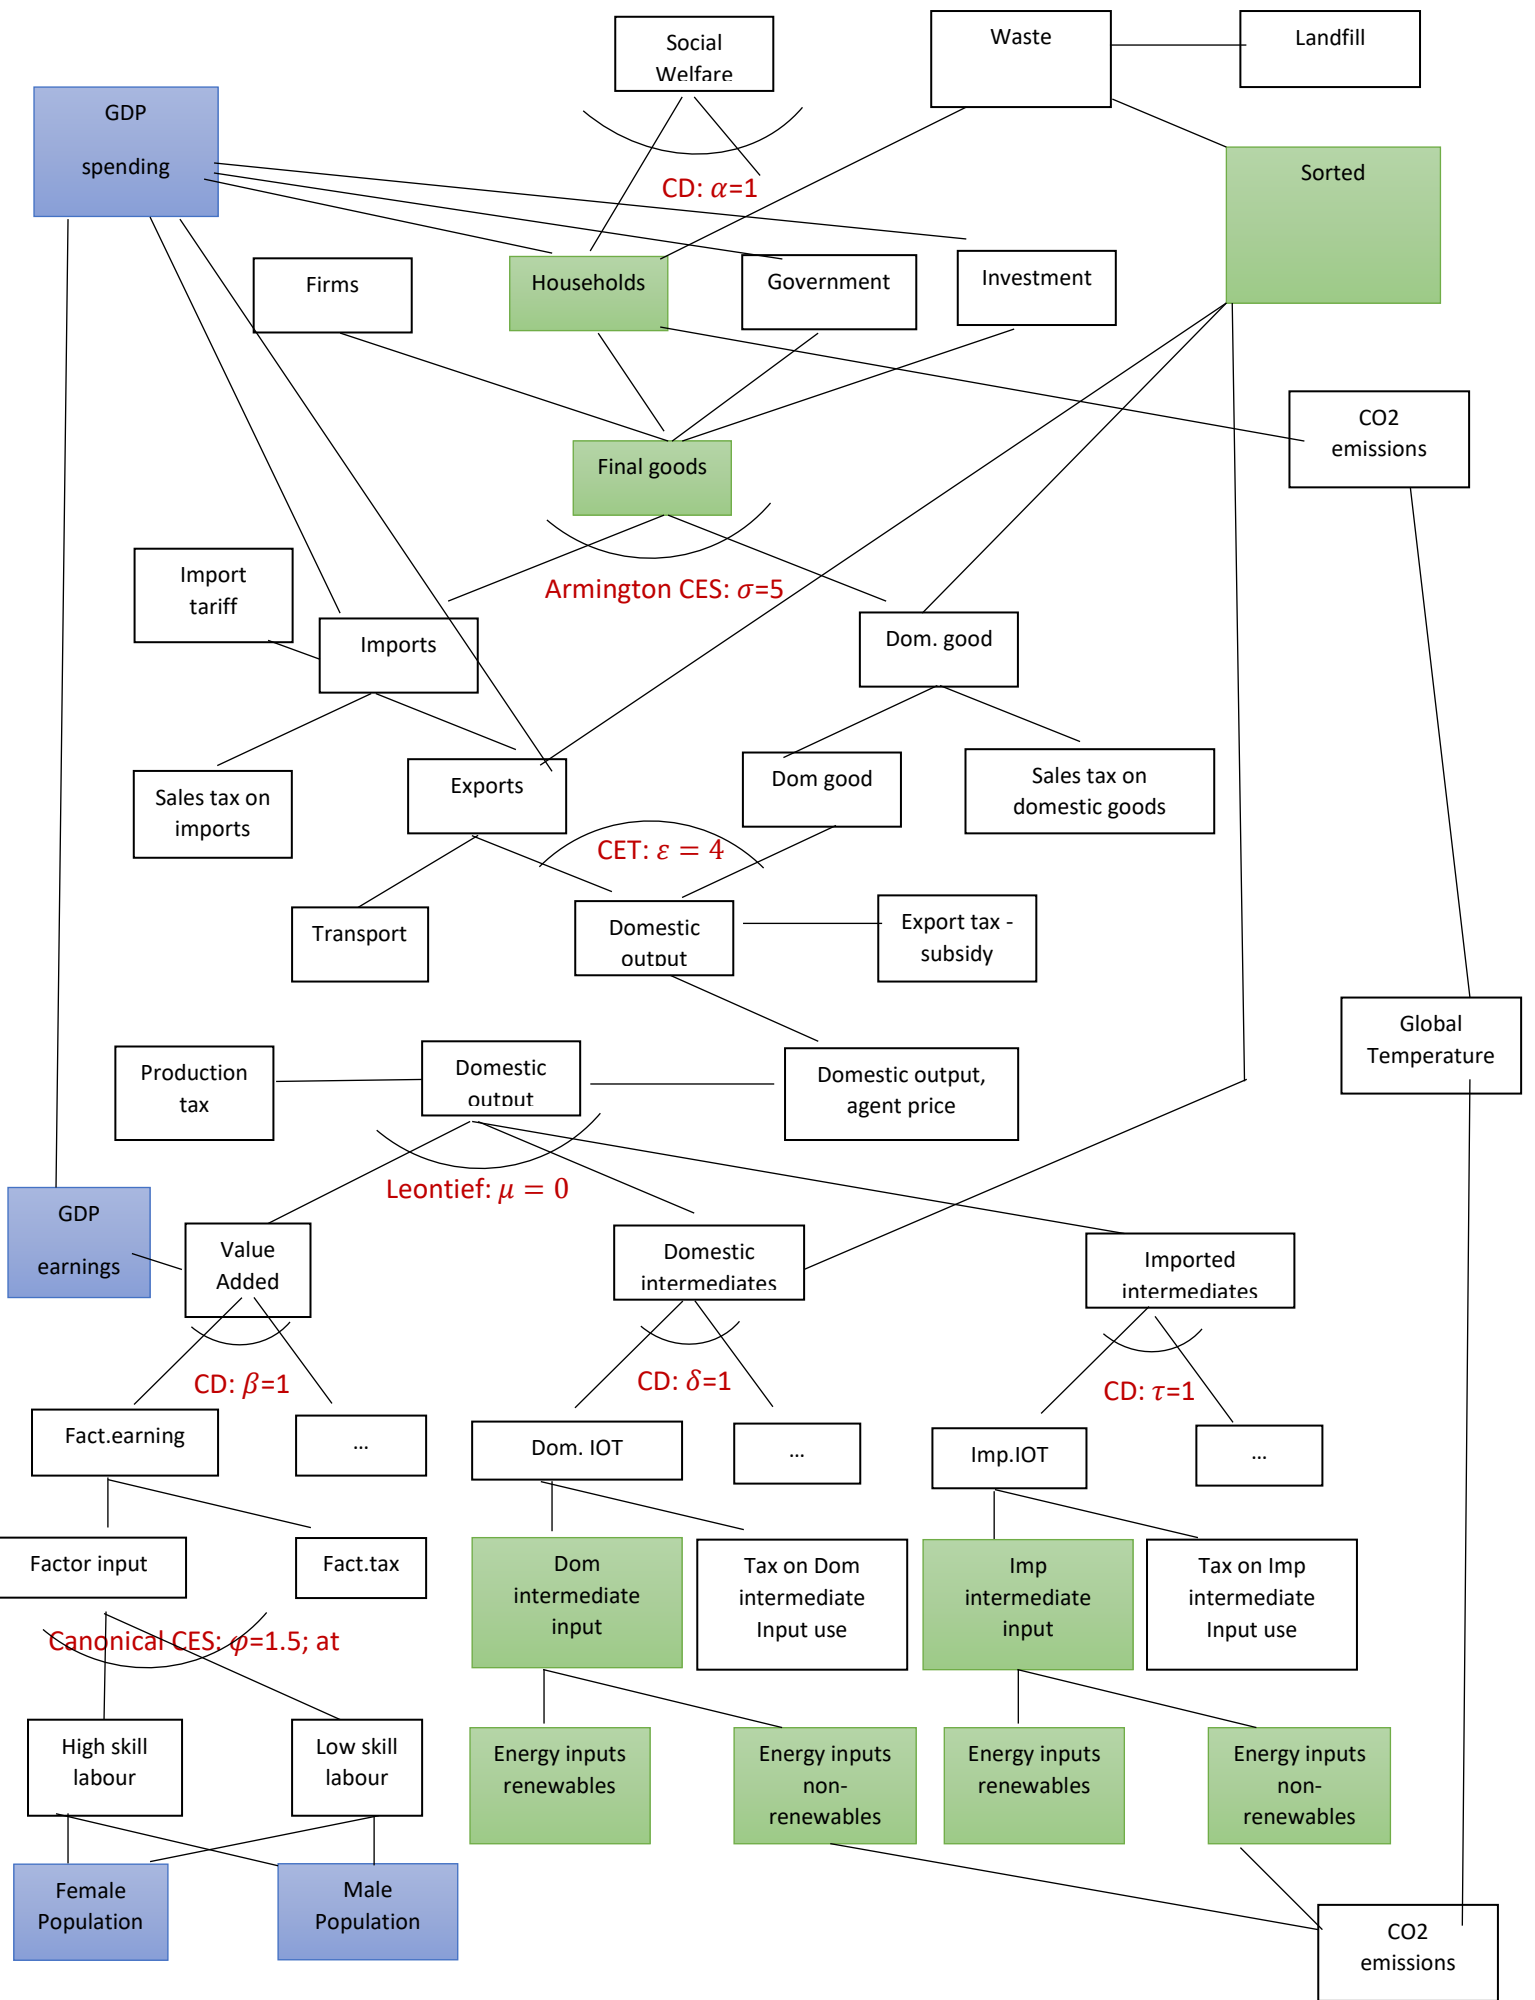 Social
Welfare
Waste
Landfill
GDP
spending
Sorted
CD: α=1
Firms
Households
Government
Investment
CO2
emissions
Final goods
Import
tariff
Armington CES: σ=5
Imports
Dom. good
Sales tax on
imports
Exports
Dom good
Sales tax on
domestic goods
CET: ε = 4
Transport
Domestic
output
Export tax -
subsidy
Global
Temperature
Production
tax
Domestic
output
Domestic output,
agent price
Leontief: μ = 0
GDP
earnings
Value
Added
Domestic
intermediates
Imported
intermediates
CD: β=1
CD: δ=1
CD: τ=1
Fact.earning
...
Dom. IOT
...
Imp.IOT
...
Factor input
Fact.tax
Dom
intermediate
input
Tax on Dom
intermediate
Input use
Imp
intermediate
input
Tax on Imp
intermediate
Input use
Canonical CES: φ=1.5; at
High skill
labour
Low skill
labour
Energy inputs
renewables
Energy inputs
non-
renewables
Energy inputs
renewables
Energy inputs
non-
renewables
Female
Population
Male
Population
CO2
emissions